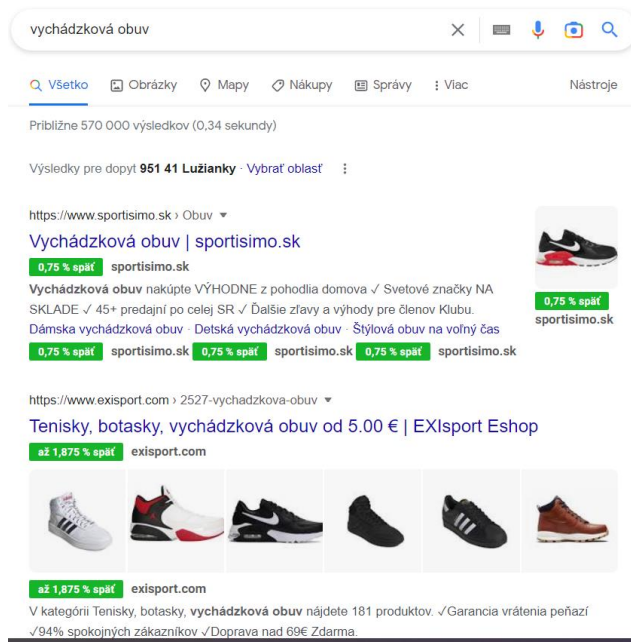 vychádzková obuv
Všetko Obrázky Mapy Nákupy Správy Viac Nástroje
Približne 570 000 výsledkov (0,34 sekundy)
Výsledky pre dopyt 951 41 Lužianky · Vybrať oblasť
https://www.sportisimo.sk › Obuv
Vychádzková obuv | sportisimo.sk
0,75 % späť sportisimo.sk
Vychádzková obuv nakúpte VÝHODNE z pohodlia domova ✓ Svetové značky NA
SKLADE ✓ 45+ predajní po celej SR ✓ Ďalšie zľavy a výhody pre členov Klubu.
Dámska vychádzková obuv · Detská vychádzková obuv · Štýlová obuv na voľný čas
0,75 % späť sportisimo.sk 0,75 % späť sportisimo.sk 0,75 % späť sportisimo.sk
0,75 % späť
sportisimo.sk
https://www.exisport.com › 2527-vychadzkova-obuv
Tenisky, botasky, vychádzková obuv od 5.00 € | EXIsport Eshop
až 1,875 % späť exisport.com
až 1,875 % späť exisport.com
V kategórii Tenisky, botasky, vychádzková obuv nájdete 181 produktov. ✓Garancia vrátenia peňazí
✓94% spokojných zákazníkov ✓Doprava nad 69€ Zdarma.